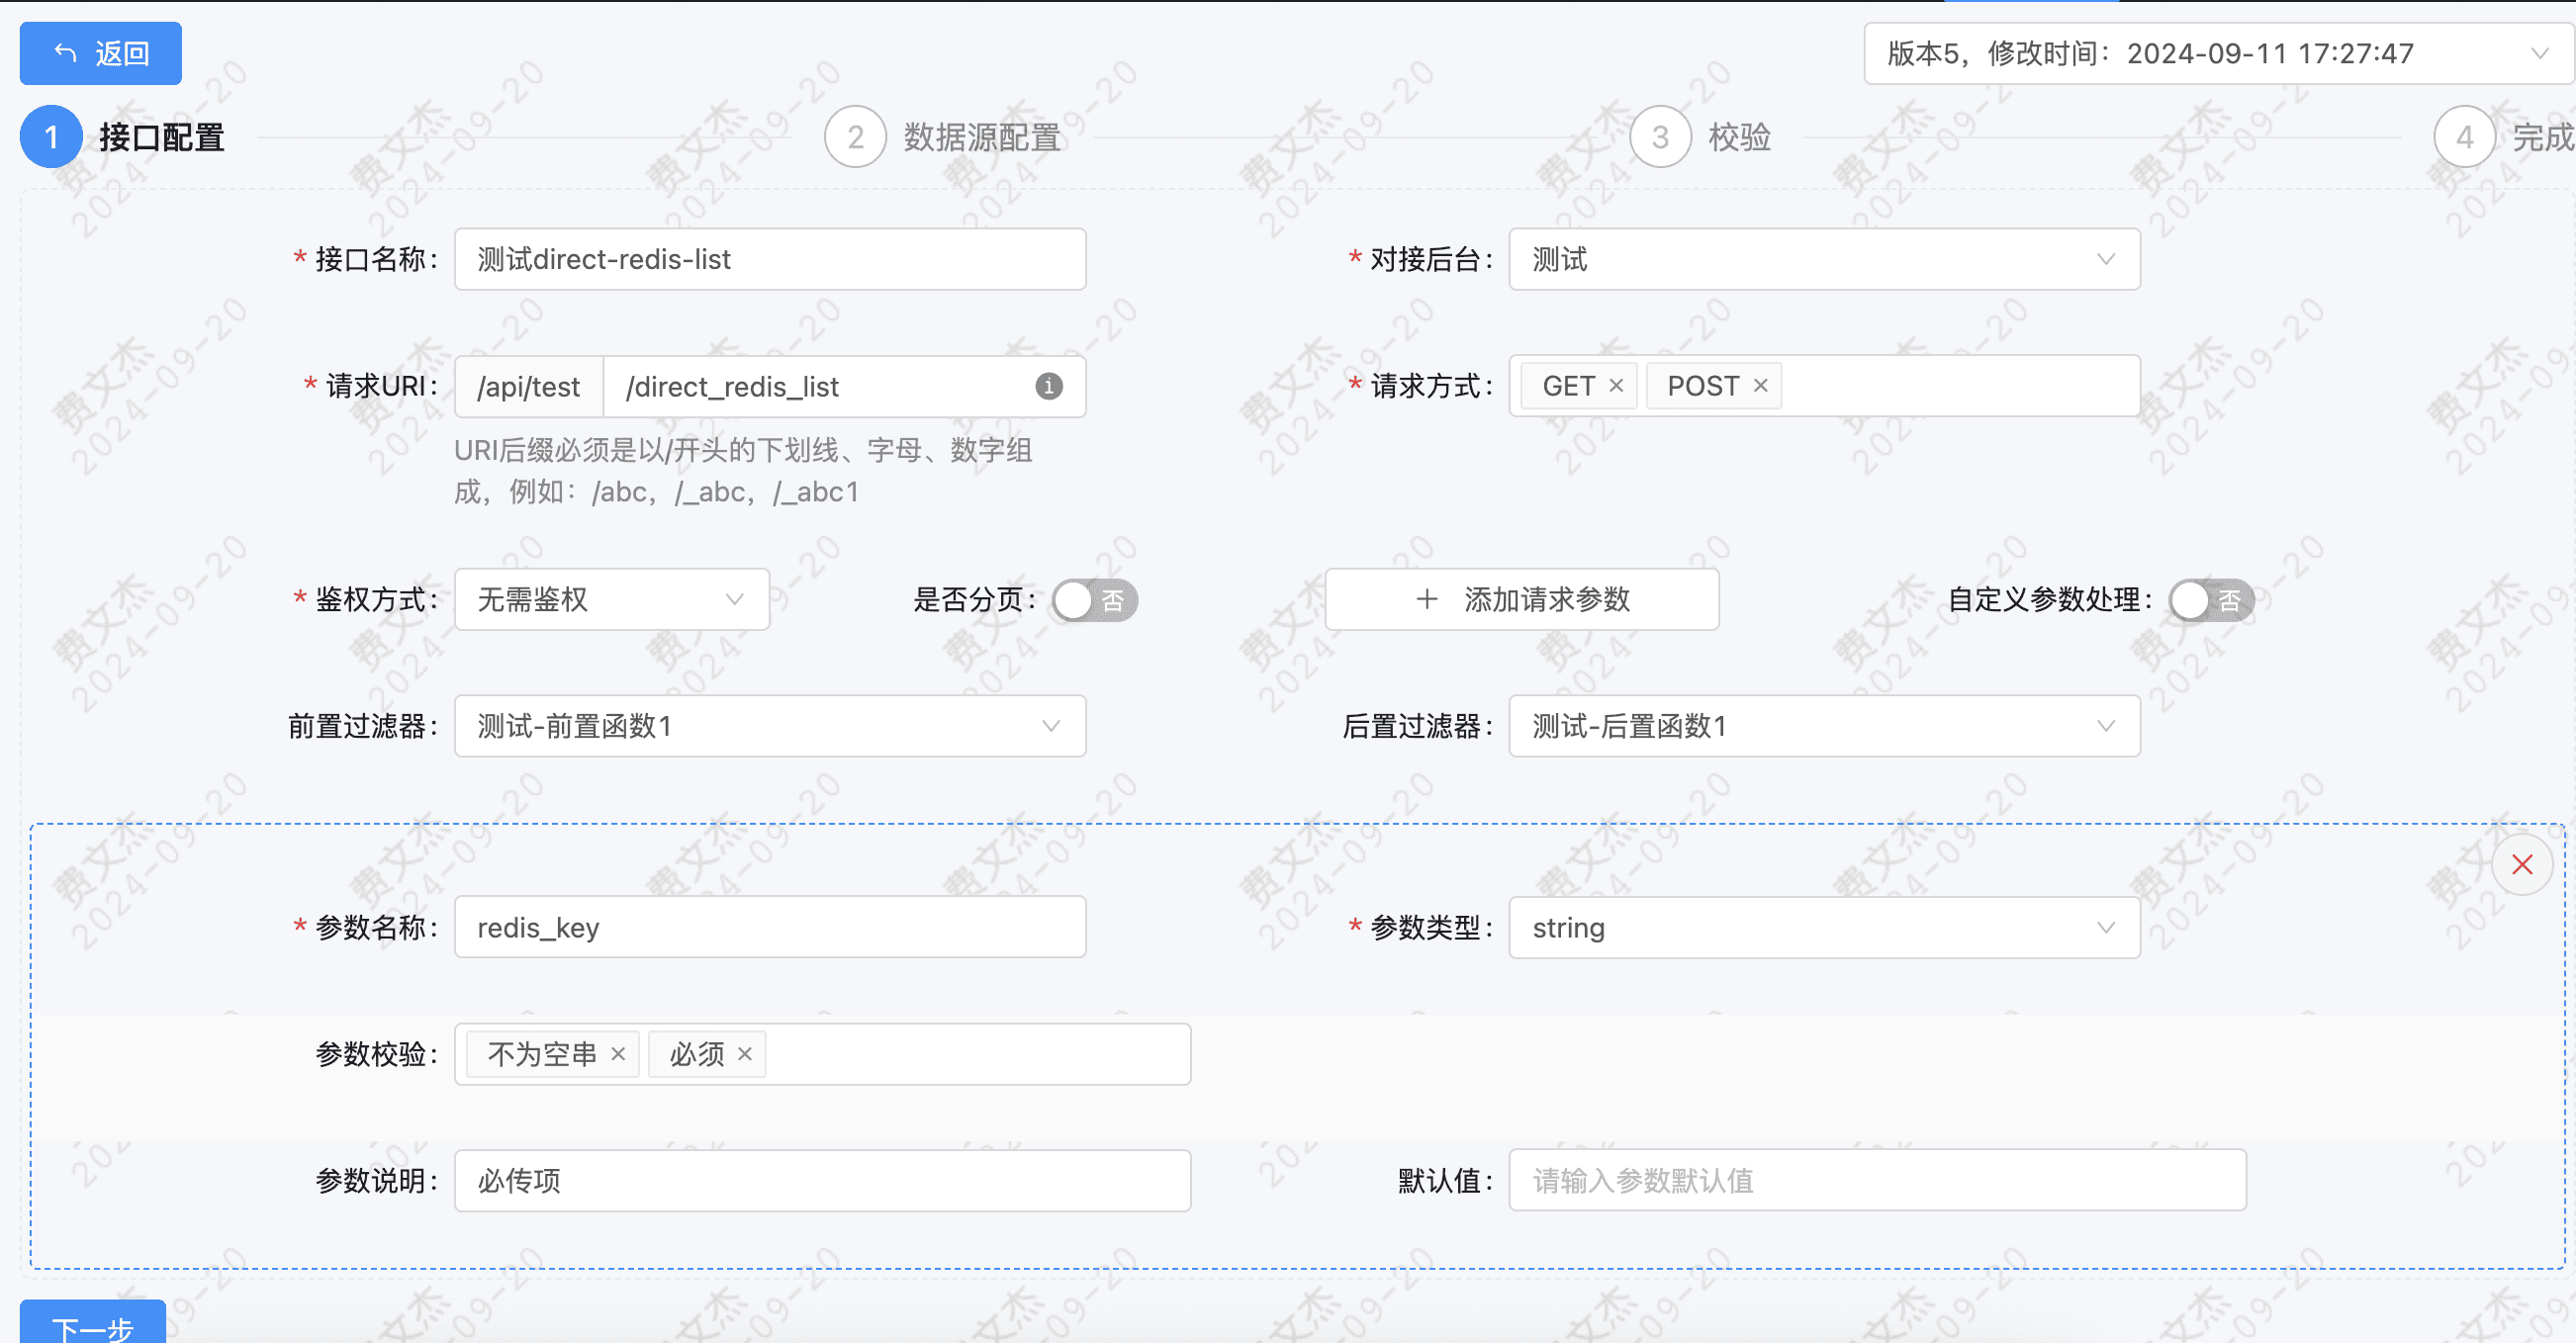 返回
版本5，修改时间：2024-09-11 17:27:47
1 接口配置
2 数据源配置
3 校验
4 完成
* 接口名称： 测试direct-redis-list
* 对接后台： 测试
* 请求URI： /api/test /direct_redis_list
* 请求方式： GET × POST ×
URI后缀必须是以/开头的下划线、字母、数字组
成，例如：/abc，/_abc，/_abc1
* 鉴权方式： 无需鉴权
是否分页： 否
+ 添加请求参数
自定义参数处理： 否
前置过滤器： 测试-前置函数1
后置过滤器： 测试-后置函数1
* 参数名称： redis_key
* 参数类型： string
参数校验： 不为空串 × 必须 ×
参数说明： 必传项
默认值： 请输入参数默认值
下一步
费文杰
2024-09-20